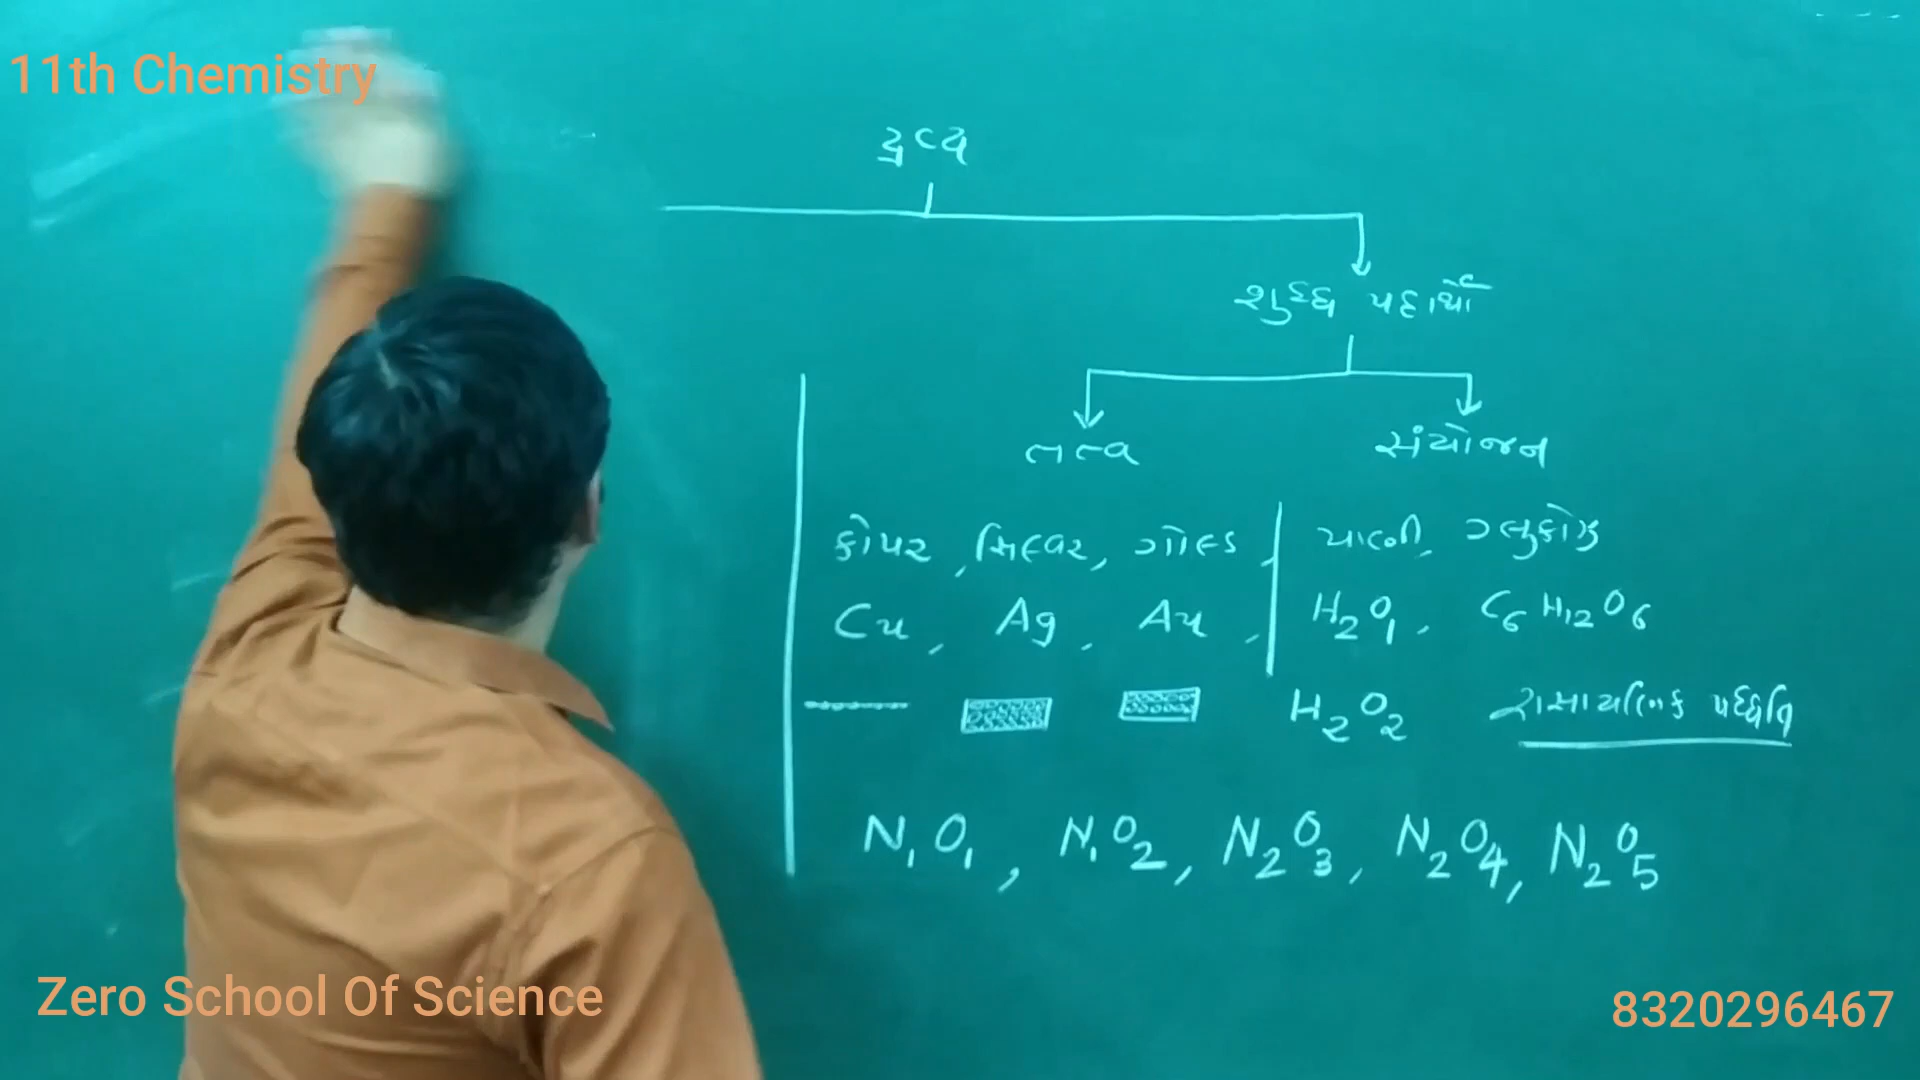 11th Chemistry
દ્રવ્ય
શુદ્ધ પદાર્થો
તત્વ સંયોજન
કોપર, સિલ્વર, ગોલ્ડ, પાણી, ગ્લુકોઝ
Cu, Ag, Au, H₂O₁, C₆H₁₂O₆
H₂O₂ રાસાયણિક પદ્ધતિ
N₁O₁, N₁O₂, N₂O₃, N₂O₄, N₂O₅
Zero School Of Science
8320296467